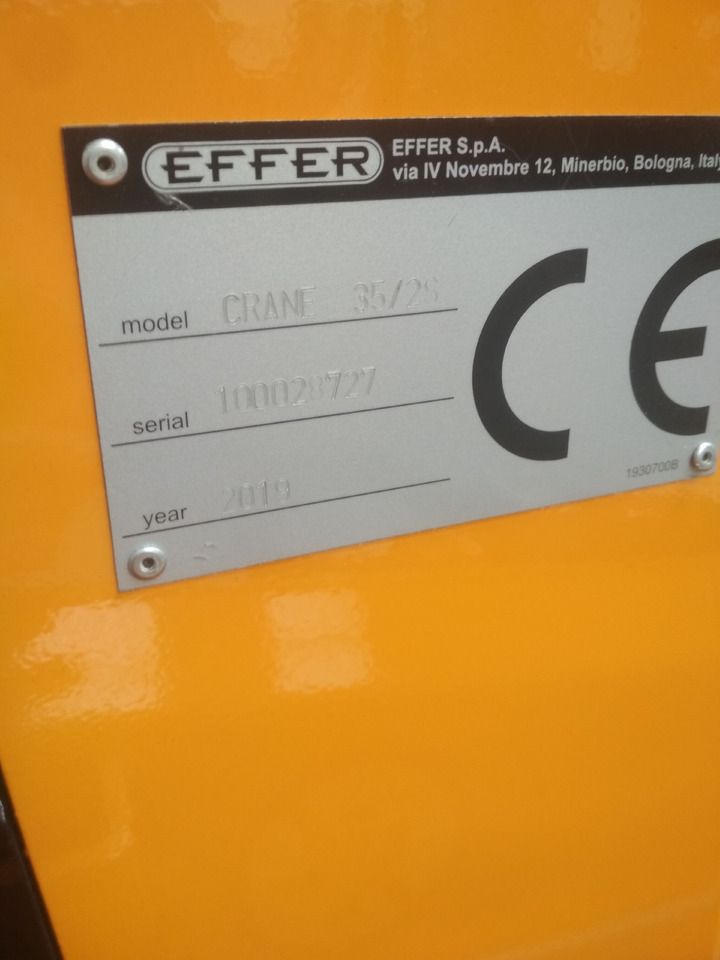 EFFER
EFFER S.p.A.
via IV Novembre 12, Minerbio, Bologna, Italy
model CRANE 35/2S
serial 100028727
year 2019
CE
1930700B